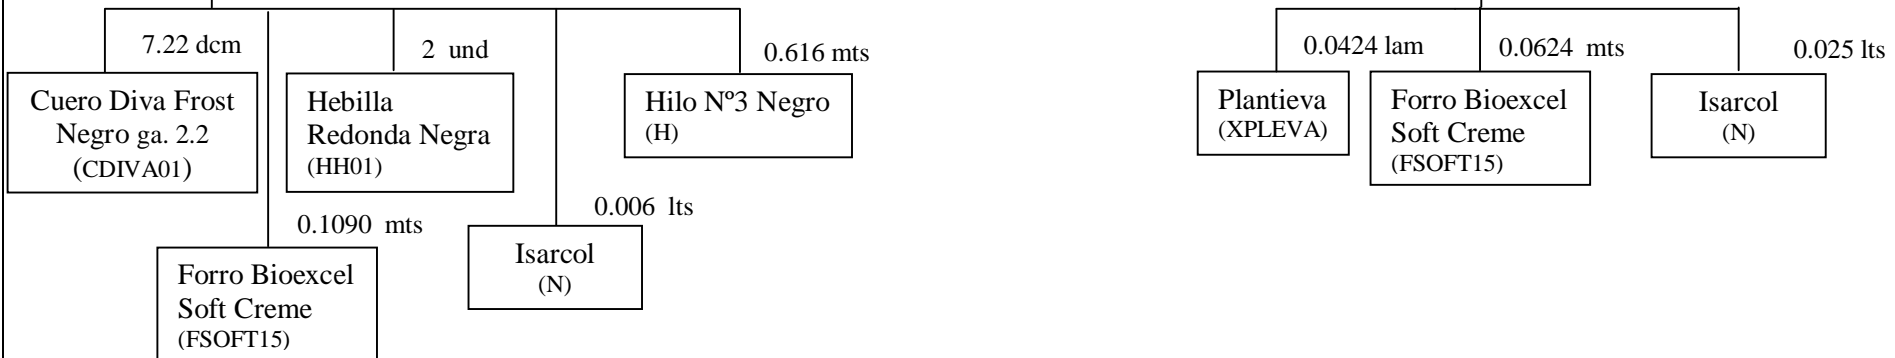 7.22 dcm
2 und
0.616 mts
Cuero Diva Frost
Negro ga. 2.2
(CDIVA01)
Hebilla
Redonda Negra
(HH01)
Hilo Nº3 Negro
(H)
0.1090 mts
0.006 lts
Forro Bioexcel
Soft Creme
(FSOFT15)
Isarcol
(N)
0.0424 lam
0.0624 mts
0.025 lts
Plantieva
(XPLEVA)
Forro Bioexcel
Soft Creme
(FSOFT15)
Isarcol
(N)